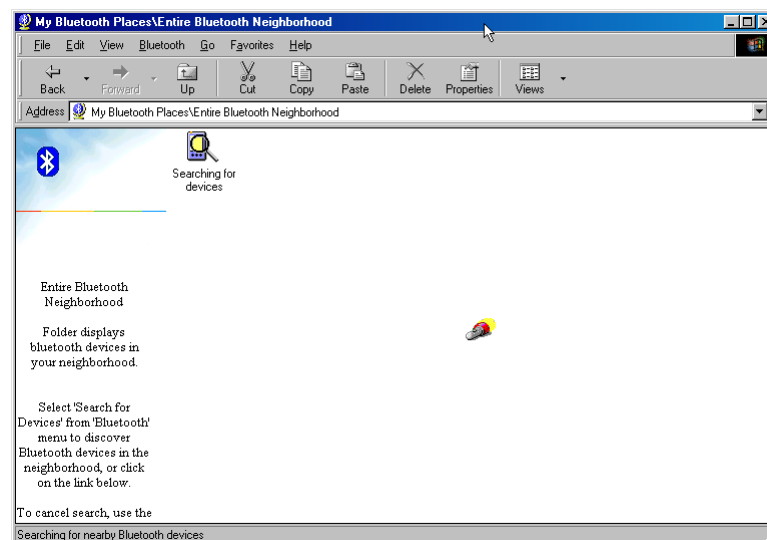 My Bluetooth Places\Entire Bluetooth Neighborhood
File Edit View Bluetooth Go Favorites Help
Back Forward Up Cut Copy Paste Delete Properties Views
Address My Bluetooth Places\Entire Bluetooth Neighborhood
Searching for
devices
Entire Bluetooth
Neighborhood
Folder displays
bluetooth devices in
your neighborhood.
Select 'Search for
Devices' from 'Bluetooth'
menu to discover
Bluetooth devices in the
neighborhood, or click
on the link below.
To cancel search, use the
Searching for nearby Bluetooth devices